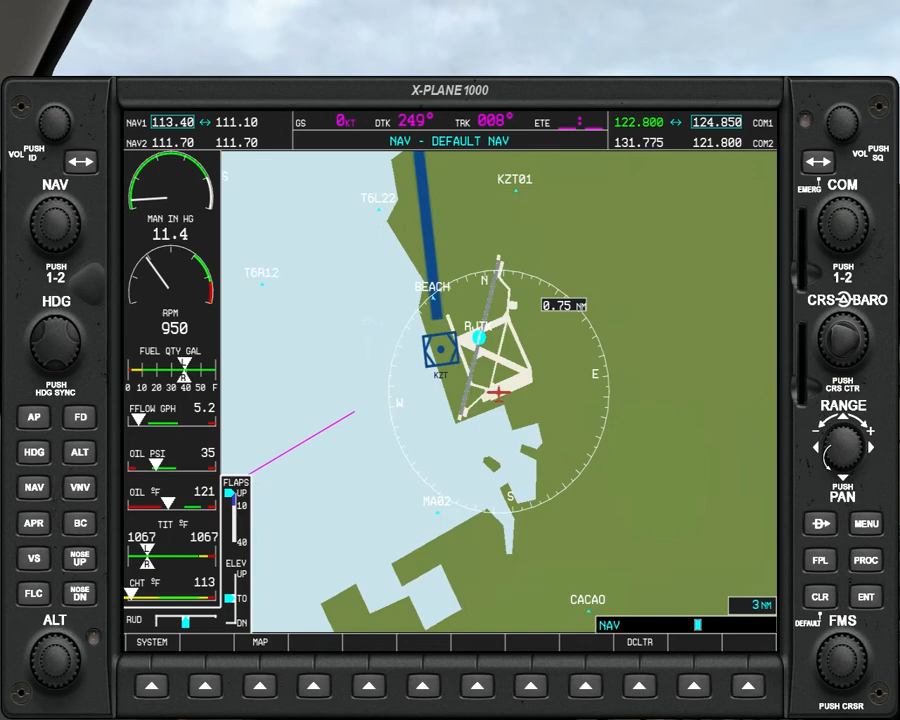 X-PLANE 1000
NAV1 113.40 ↔ 111.10
GS 0KT DTK 249° TRK 008° ETE __:__
122.800 ↔ 124.850 COM1
NAV2 111.70 111.70
NAV - DEFAULT NAV
131.775 121.800 COM2
VOL PUSH ID
NAV
PUSH
1-2
HDG
PUSH
HDG SYNC
AP FD
HDG ALT
NAV VNV
APR BC
VS NOSE UP
FLC NOSE DN
ALT
MAN IN HG
11.4
RPM
950
FUEL QTY GAL
L
R
0 10 20 30 40 50 F
FFLOW GPH 5.2
OIL PSI 35
OIL °F 121
TIT °F
1067 1067
L
R
CHT °F 113
RUD
FLAPS
UP
10
40
ELEV
UP
TO
DN
S
T6L22
KZT01
T6R12
BEACH
N
0.75 NM
RJTK
KZT
E
W
S
MA02
CACAO
3 NM
NAV
SYSTEM MAP DCLTR
VOL PUSH SQ
EMERG COM
PUSH
1-2
CRS BARO
PUSH
CRS CTR
RANGE
- +
PUSH
PAN
D MENU
FPL PROC
CLR ENT
DEFAULT FMS
PUSH CRSR